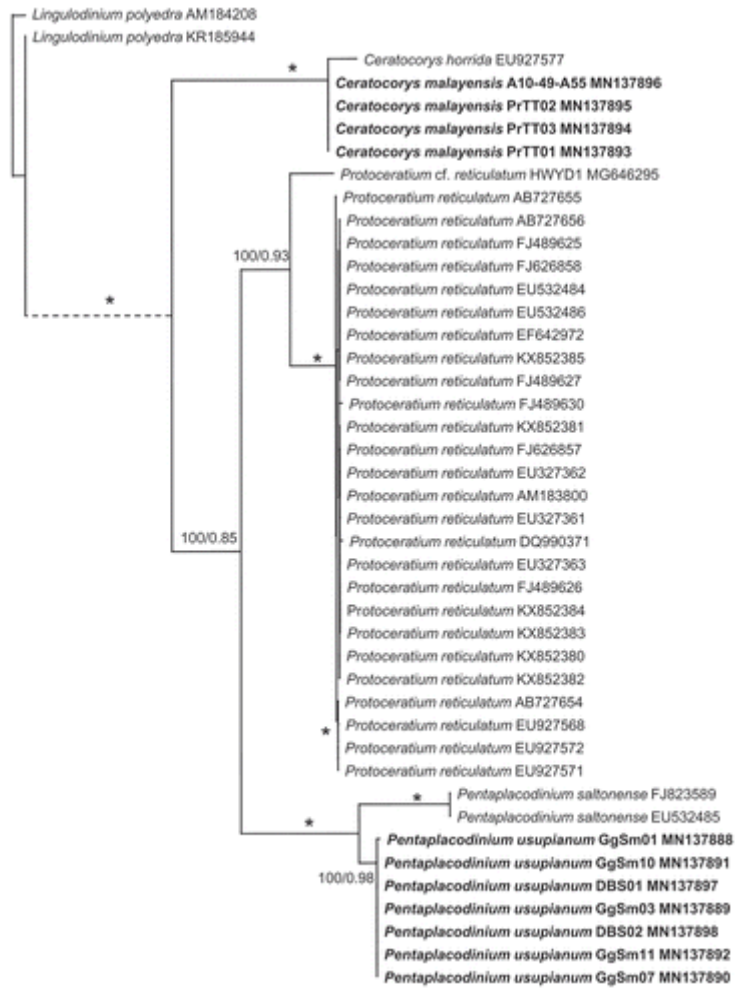 Lingulodinium polyedra AM184208
Lingulodinium polyedra KR185944
Ceratocorys horrida EU927577
*
Ceratocorys malayensis A10-49-A55 MN137896
Ceratocorys malayensis PrTT02 MN137895
Ceratocorys malayensis PrTT03 MN137894
Ceratocorys malayensis PrTT01 MN137893
Protoceratium cf. reticulatum HWYD1 MG646295
Protoceratium reticulatum AB727655
Protoceratium reticulatum AB727656
Protoceratium reticulatum FJ489625
100/0.93
Protoceratium reticulatum FJ626858
Protoceratium reticulatum EU532484
*
Protoceratium reticulatum EU532486
Protoceratium reticulatum EF642972
*
Protoceratium reticulatum KX852385
Protoceratium reticulatum FJ489627
Protoceratium reticulatum FJ489630
Protoceratium reticulatum KX852381
Protoceratium reticulatum FJ626857
Protoceratium reticulatum EU327362
Protoceratium reticulatum AM183800
Protoceratium reticulatum EU327361
100/0.85
Protoceratium reticulatum DQ990371
Protoceratium reticulatum EU327363
Protoceratium reticulatum FJ489626
Protoceratium reticulatum KX852384
Protoceratium reticulatum KX852383
Protoceratium reticulatum KX852380
Protoceratium reticulatum KX852382
Protoceratium reticulatum AB727654
*
Protoceratium reticulatum EU927568
Protoceratium reticulatum EU927572
Protoceratium reticulatum EU927571
*
Pentaplacodinium saltonense FJ823589
*
Pentaplacodinium saltonense EU532485
Pentaplacodinium usupianum GgSm01 MN137888
Pentaplacodinium usupianum GgSm10 MN137891
100/0.98
Pentaplacodinium usupianum DBS01 MN137897
Pentaplacodinium usupianum GgSm03 MN137889
Pentaplacodinium usupianum DBS02 MN137898
Pentaplacodinium usupianum GgSm11 MN137892
Pentaplacodinium usupianum GgSm07 MN137890